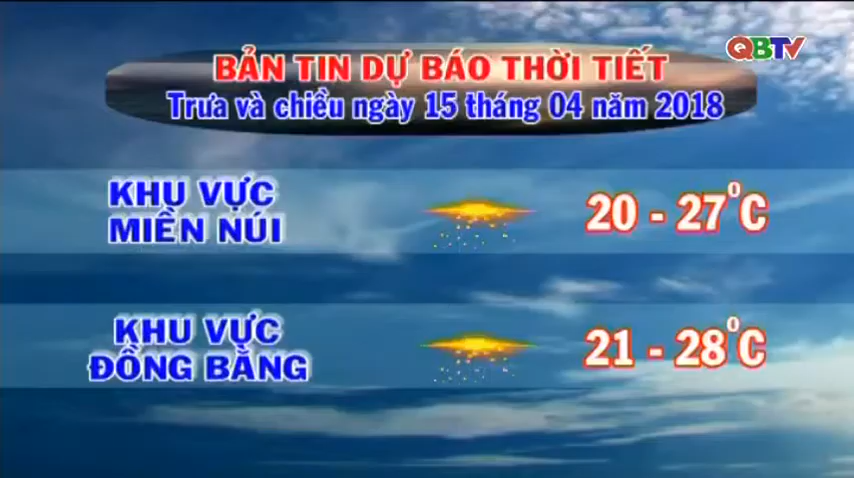 QBTV
BẢN TIN DỰ BÁO THỜI TIẾT
Trưa và chiều ngày 15 tháng 04 năm 2018
KHU VỰC
MIỀN NÚI
20 - 27°C
KHU VỰC
ĐỒNG BẰNG
21 - 28°C